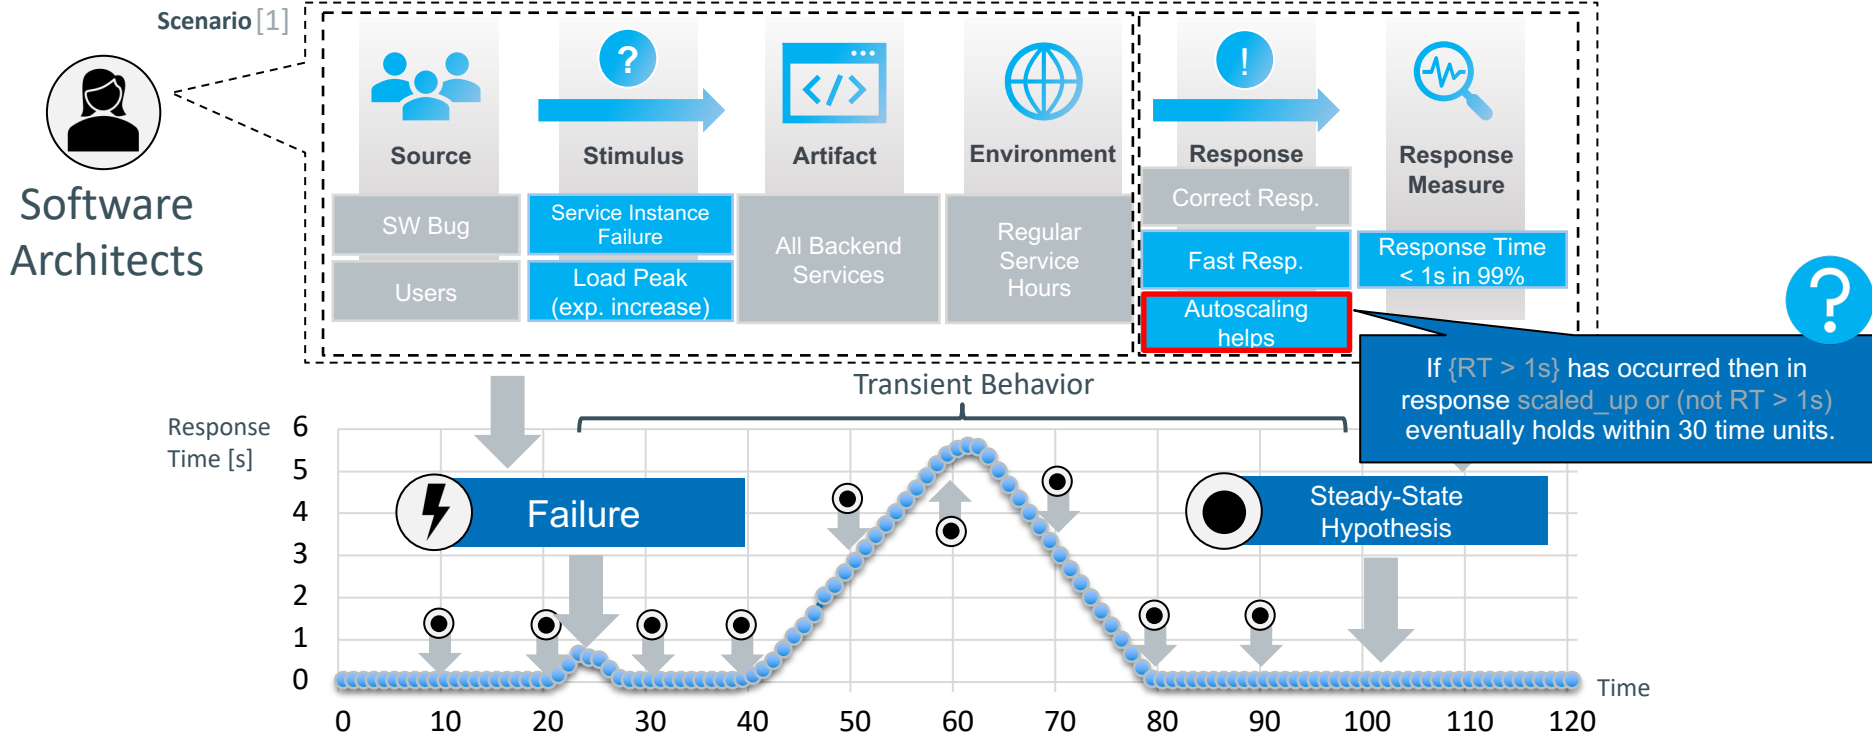 Scenario [1]
Software
Architects
Source
Stimulus
Artifact
Environment
Response
Response
Measure
SW Bug
Users
Service Instance
Failure
Load Peak
(exp. increase)
All Backend
Services
Regular
Service
Hours
Correct Resp.
Fast Resp.
Autoscaling
helps
Response Time
< 1s in 99%
?
!
</>
?
If {RT > 1s} has occurred then in
response scaled_up or (not RT > 1s)
eventually holds within 30 time units.
Transient Behavior
Response
Time [s]
6
5
4
3
2
1
0
Failure
Steady-State
Hypothesis
Time
0 10 20 30 40 50 60 70 80 90 100 110 120